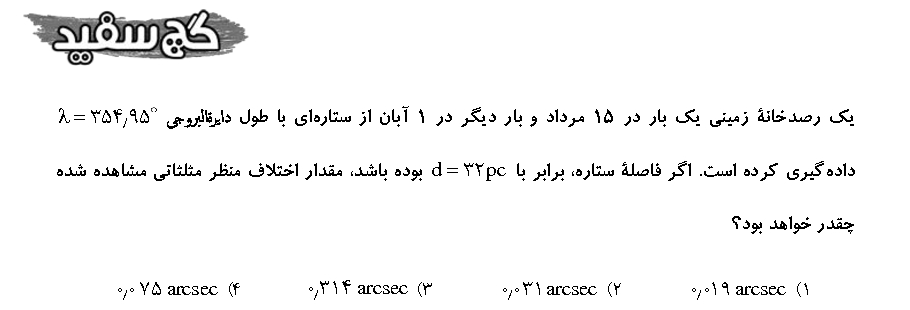 گچ سفید
یک رصدخانهٔ زمینی یک بار در ۱۵ مرداد و بار دیگر در ۱ آبان از ستاره‌ای با طول دایرةالبروجی λ = ۳۵۴٫۹۵°
داده‌گیری کرده است. اگر فاصلهٔ ستاره، برابر با d = ۳۲pc بوده باشد، مقدار اختلاف منظر مثلثاتی مشاهده شده
چقدر خواهد بود؟
۱) ۰٫۰۱۹ arcsec ۲) ۰٫۰۳۱ arcsec ۳) ۰٫۳۱۴ arcsec ۴) ۰٫۰۷۵ arcsec